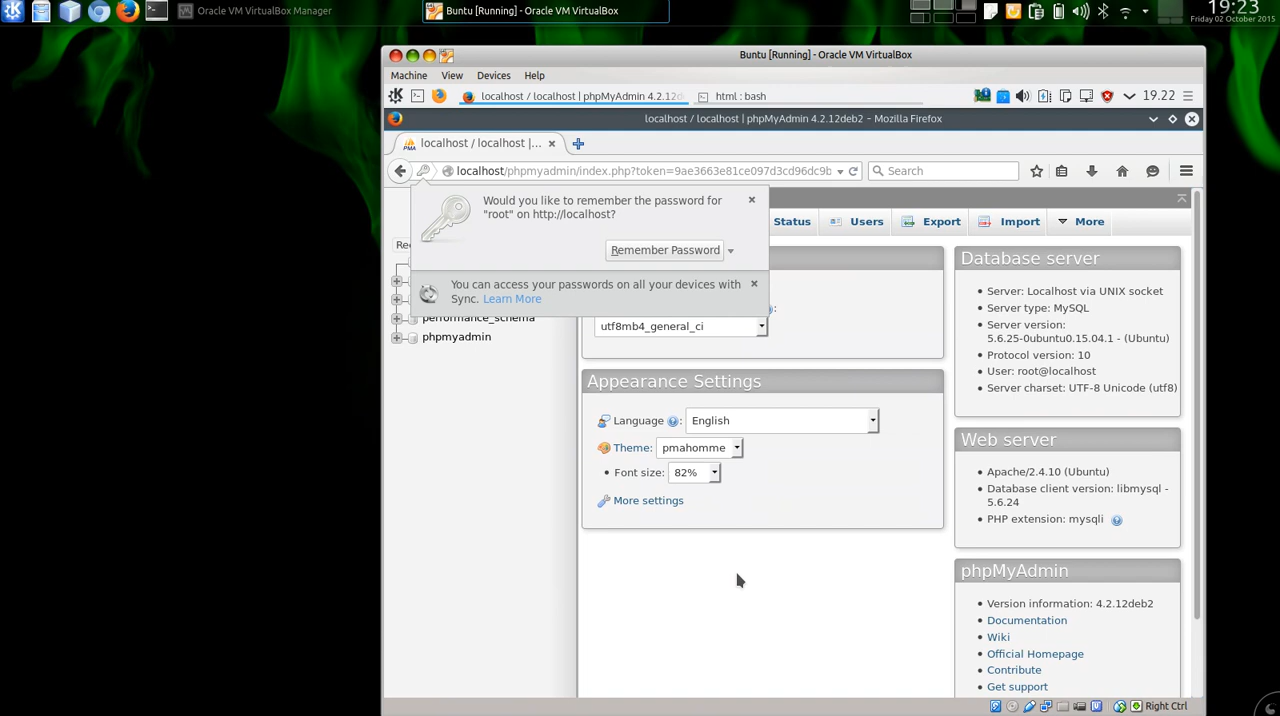 Oracle VM VirtualBox Manager
Buntu [Running] - Oracle VM VirtualBox
19:23
Friday 02 October 2015
Buntu [Running] - Oracle VM VirtualBox
Machine View Devices Help
localhost / localhost | phpMyAdmin 4.2.12d
html : bash
19.22
localhost / localhost | phpMyAdmin 4.2.12deb2 - Mozilla Firefox
localhost / localhost |...
localhost/phpmyadmin/index.php?token=9ae3663e81ce097d3cd96dc9b
Search
Would you like to remember the password for
"root" on http://localhost?
Remember Password
You can access your passwords on all your devices with
Sync. Learn More
Status Users Export Import More
Rec
performance_schema
phpmyadmin
utf8mb4_general_ci
Appearance Settings
Language : English
Theme: pmahomme
Font size: 82%
More settings
Database server
Server: Localhost via UNIX socket
Server type: MySQL
Server version:
5.6.25-0ubuntu0.15.04.1 - (Ubuntu)
Protocol version: 10
User: root@localhost
Server charset: UTF-8 Unicode (utf8)
Web server
Apache/2.4.10 (Ubuntu)
Database client version: libmysql -
5.6.24
PHP extension: mysqli
phpMyAdmin
Version information: 4.2.12deb2
Documentation
Wiki
Official Homepage
Contribute
Get support
Right Ctrl